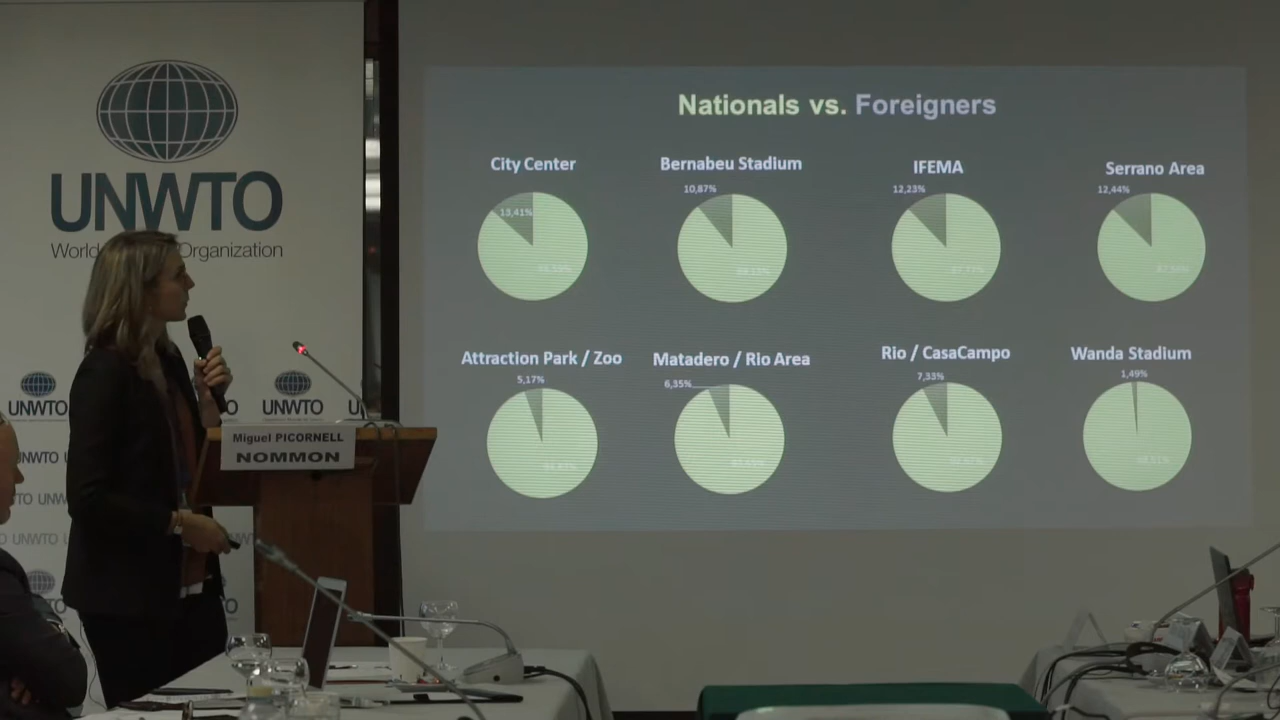 UNWTO
World
Organization
UNWTO
UNWTO
Miguel PICORNELL
NOMMON
Nationals vs. Foreigners
City Center
13,41%
Bernabeu Stadium
10,87%
IFEMA
12,23%
Serrano Area
12,44%
Attraction Park / Zoo
5,17%
Matadero / Rio Area
6,35%
Rio / CasaCampo
7,33%
Wanda Stadium
1,49%